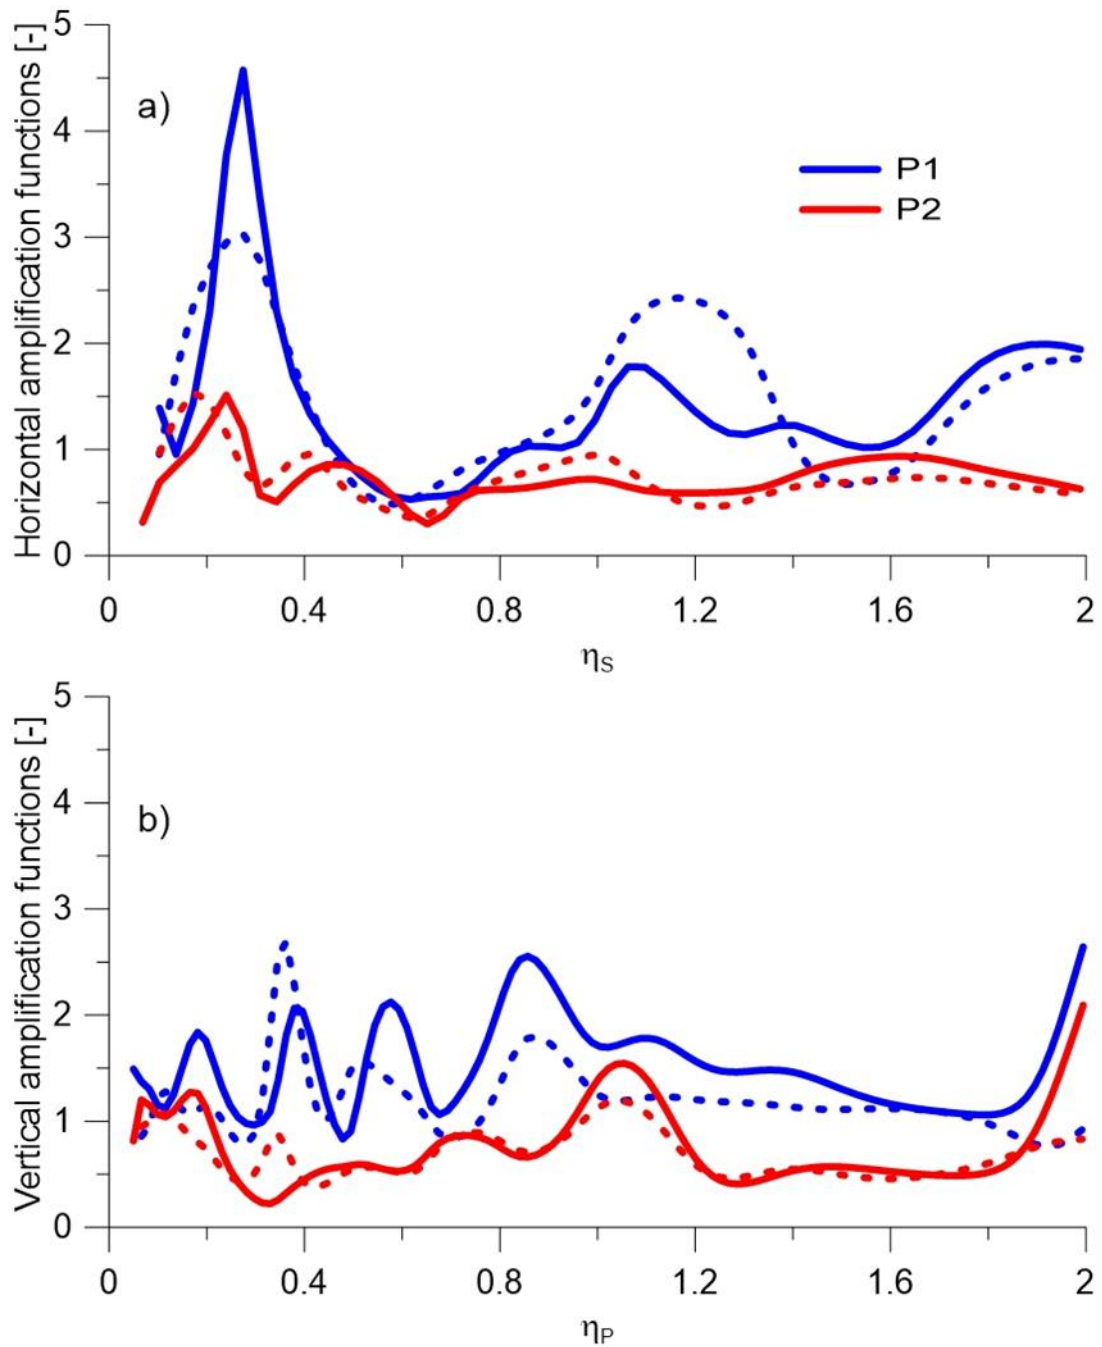 Horizontal amplification functions [-]
5
4
3
2
1
0
a)
P1
P2
0 0.4 0.8 1.2 1.6 2
ηS
Vertical amplification functions [-]
5
4
3
2
1
0
b)
0 0.4 0.8 1.2 1.6 2
ηP